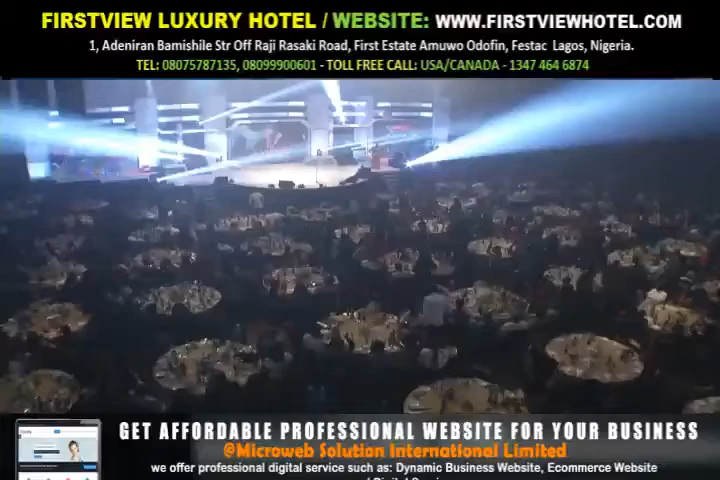 FIRSTVIEW LUXURY HOTEL / WEBSITE: WWW.FIRSTVIEWHOTEL.COM
1, Adeniran Bamishile Str Off Raji Rasaki Road, First Estate Amuwo Odofin, Festac Lagos, Nigeria.
TEL: 08075787135, 08099900601 - TOLL FREE CALL: USA/CANADA - 1347 464 6874
GET AFFORDABLE PROFESSIONAL WEBSITE FOR YOUR BUSINESS
@Microweb Solution International Limited
we offer professional digital service such as: Dynamic Business Website, Ecommerce Website